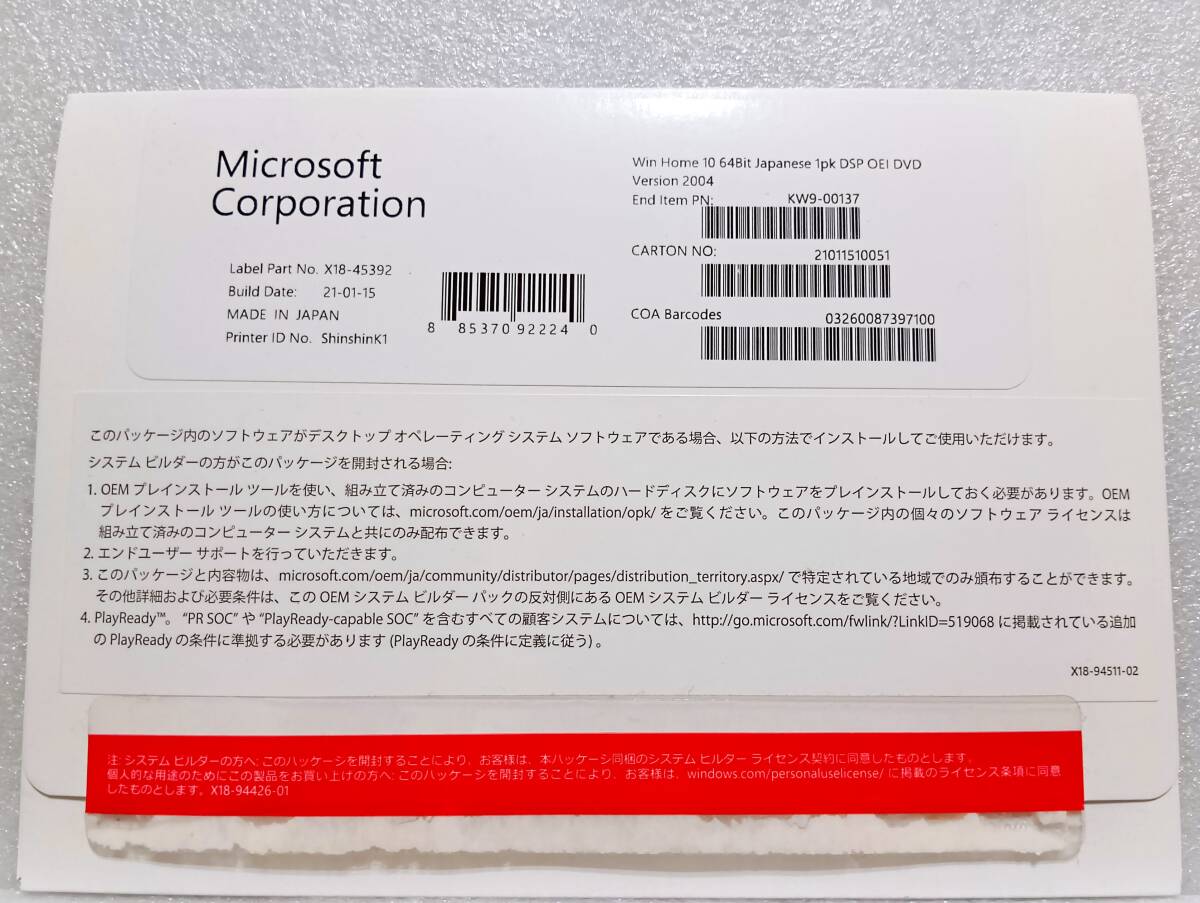 Microsoft
Corporation
Label Part No. X18-45392
Build Date: 21-01-15
MADE IN JAPAN
Printer ID No. ShinshinK1
8 85370 92224 0
Win Home 10 64Bit Japanese 1pk DSP OEI DVD
Version 2004
End Item PN: KW9-00137
CARTON NO: 21011510051
COA Barcodes 03260087397100
このパッケージ内のソフトウェアがデスクトップ オペレーティング システム ソフトウェアである場合、以下の方法でインストールしてご使用いただけます。
システム ビルダーの方がこのパッケージを開封される場合:
1. OEM プレインストール ツールを使い、組み立て済みのコンピューター システムのハードディスクにソフトウェアをプレインストールしておく必要があります。OEM
プレインストール ツールの使い方については、microsoft.com/oem/ja/installation/opk/ をご覧ください。このパッケージ内の個々のソフトウェア ライセンスは
組み立て済みのコンピューター システムと共にのみ配布できます。
2. エンドユーザー サポートを行っていただきます。
3. このパッケージと内容物は、microsoft.com/oem/ja/community/distributor/pages/distribution_territory.aspx/ で特定されている地域でのみ頒布することができます。
その他詳細および必要条件は、この OEM システム ビルダー パックの反対側にある OEM システム ビルダー ライセンスをご覧ください。
4. PlayReady™。 “PR SOC” や “PlayReady-capable SOC” を含むすべての顧客システムについては、http://go.microsoft.com/fwlink/?LinkID=519068 に掲載されている追加
の PlayReady の条件に準拠する必要があります (PlayReady の条件に定義に従う) 。
X18-94511-02
注: システム ビルダーの方へ: このパッケージを開封することにより、お客様は、本パッケージ同梱のシステム ビルダー ライセンス契約に同意したものとします。
個人的な用途のためにこの製品をお買い上げの方へ: このパッケージを開封することにより、お客様は、windows.com/personaluselicense/ に掲載のライセンス条項に同意
したものとします。X18-94426-01